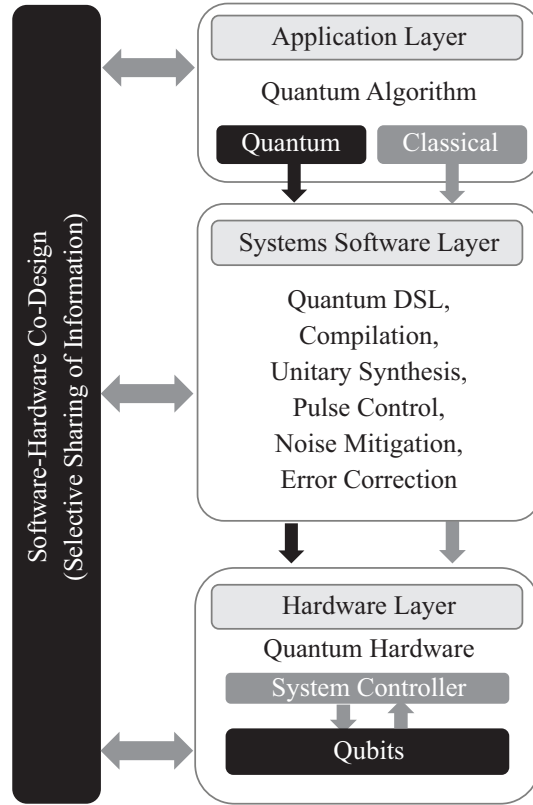 Software-Hardware Co-Design
(Selective Sharing of Information)
Application Layer
Quantum Algorithm
Quantum
Classical
Systems Software Layer
Quantum DSL,
Compilation,
Unitary Synthesis,
Pulse Control,
Noise Mitigation,
Error Correction
Hardware Layer
Quantum Hardware
System Controller
Qubits